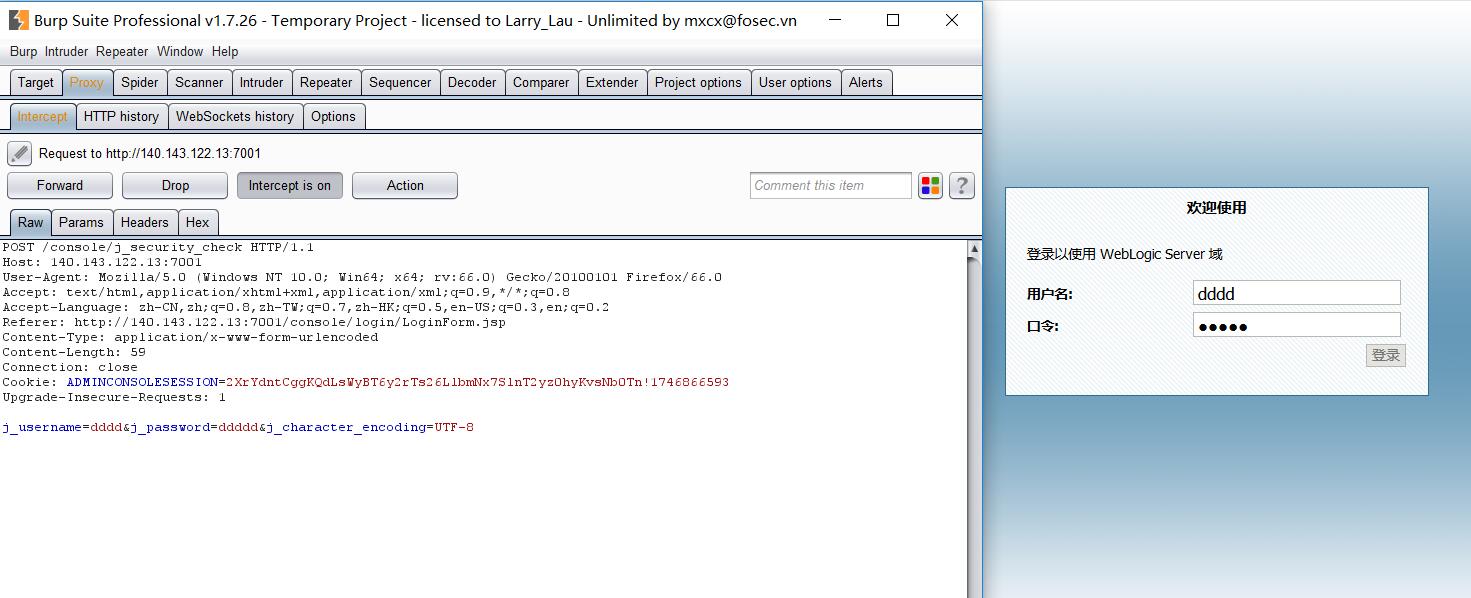 Burp Suite Professional v1.7.26 - Temporary Project - licensed to Larry_Lau - Unlimited by mxcx@fosec.vn
Burp Intruder Repeater Window Help
Target Proxy Spider Scanner Intruder Repeater Sequencer Decoder Comparer Extender Project options User options Alerts
Intercept HTTP history WebSockets history Options
Request to http://140.143.122.13:7001
Forward Drop Intercept is on Action Comment this item ?
Raw Params Headers Hex
POST /console/j_security_check HTTP/1.1
Host: 140.143.122.13:7001
User-Agent: Mozilla/5.0 (Windows NT 10.0; Win64; x64; rv:66.0) Gecko/20100101 Firefox/66.0
Accept: text/html,application/xhtml+xml,application/xml;q=0.9,*/*;q=0.8
Accept-Language: zh-CN,zh;q=0.8,zh-TW;q=0.7,zh-HK;q=0.5,en-US;q=0.3,en;q=0.2
Referer: http://140.143.122.13:7001/console/login/LoginForm.jsp
Content-Type: application/x-www-form-urlencoded
Content-Length: 59
Connection: close
Cookie: ADMINCONSOLESESSION=2XrYdntCggKQdLsWyBT6y2rTs26L1bmNx7SlnT2yz0hyKvsNb0Tn!1746866593
Upgrade-Insecure-Requests: 1
j_username=dddd&j_password=ddddd&j_character_encoding=UTF-8
欢迎使用
登录以使用 WebLogic Server 域
用户名: dddd
口令: ●●●●●
登录